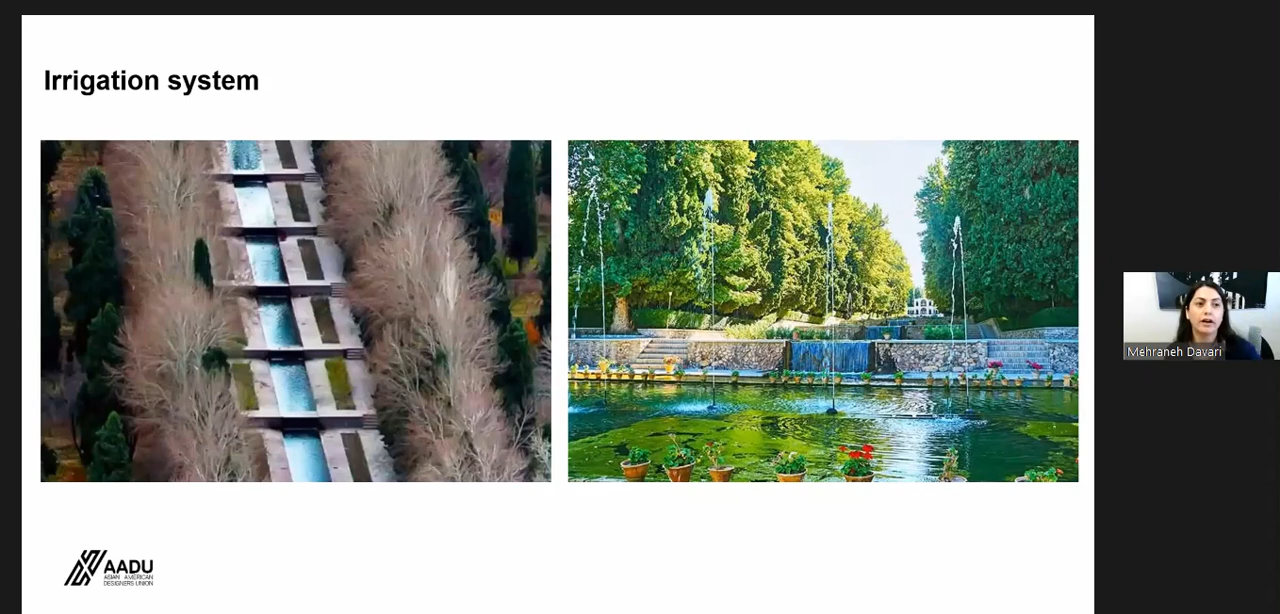 Irrigation system
Mehraneh Davari
AADU
ASIAN AMERICAN
DESIGNERS UNION